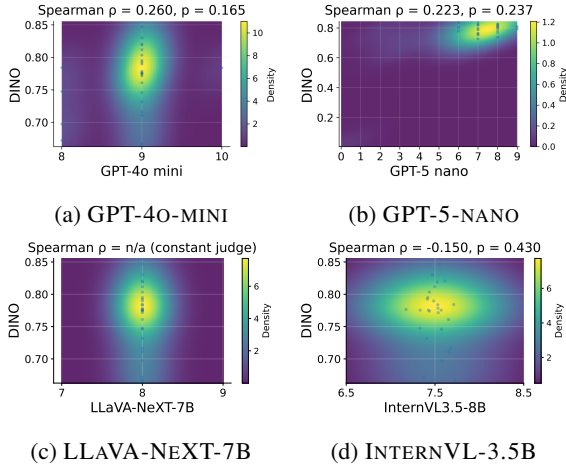 Spearman ρ = 0.260, p = 0.165
0.85
0.80
0.75
0.70
DINO
8
9
10
GPT-4o mini
10
8
6
4
2
Density
(a) GPT-4O-MINI
Spearman ρ = 0.223, p = 0.237
0.8
0.6
0.4
0.2
DINO
0 1 2 3 4 5 6 7 8 9
GPT-5 nano
1.2
1.0
0.8
0.6
0.4
0.2
0.0
Density
(b) GPT-5-NANO
Spearman ρ = n/a (constant judge)
0.85
0.80
0.75
0.70
DINO
7
8
9
LLaVA-NeXT-7B
6
4
2
Density
(c) LLAVA-NEXT-7B
Spearman ρ = -0.150, p = 0.430
0.85
0.80
0.75
0.70
DINO
6.5
7.5
8.5
InternVL3.5-8B
6
4
2
Density
(d) INTERNVL-3.5B